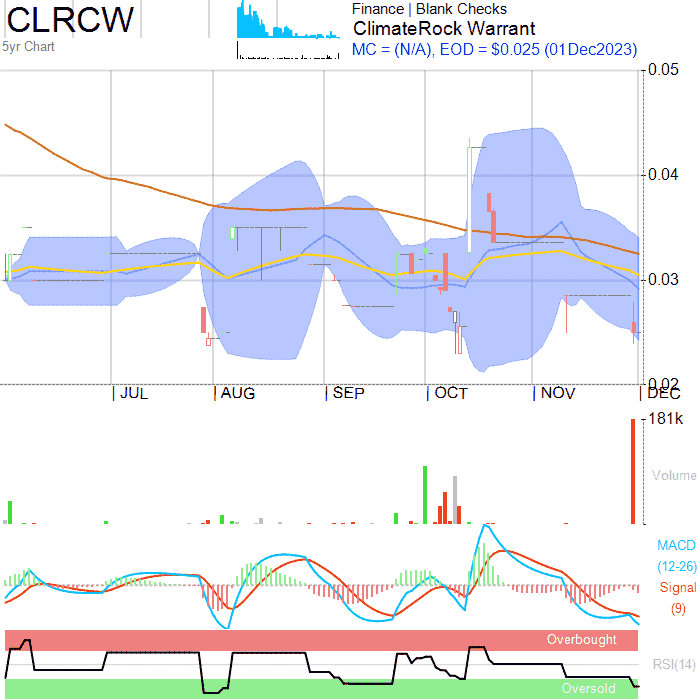 CLRCW
5yr Chart
Finance | Blank Checks
ClimateRock Warrant
MC = (N/A), EOD = $0.025 (01Dec2023)
0.05
0.04
0.03
0.02
JUL
AUG
SEP
OCT
NOV
DEC
181k
Volume
MACD
(12-26)
Signal
(9)
Overbought
RSI(14)
Oversold